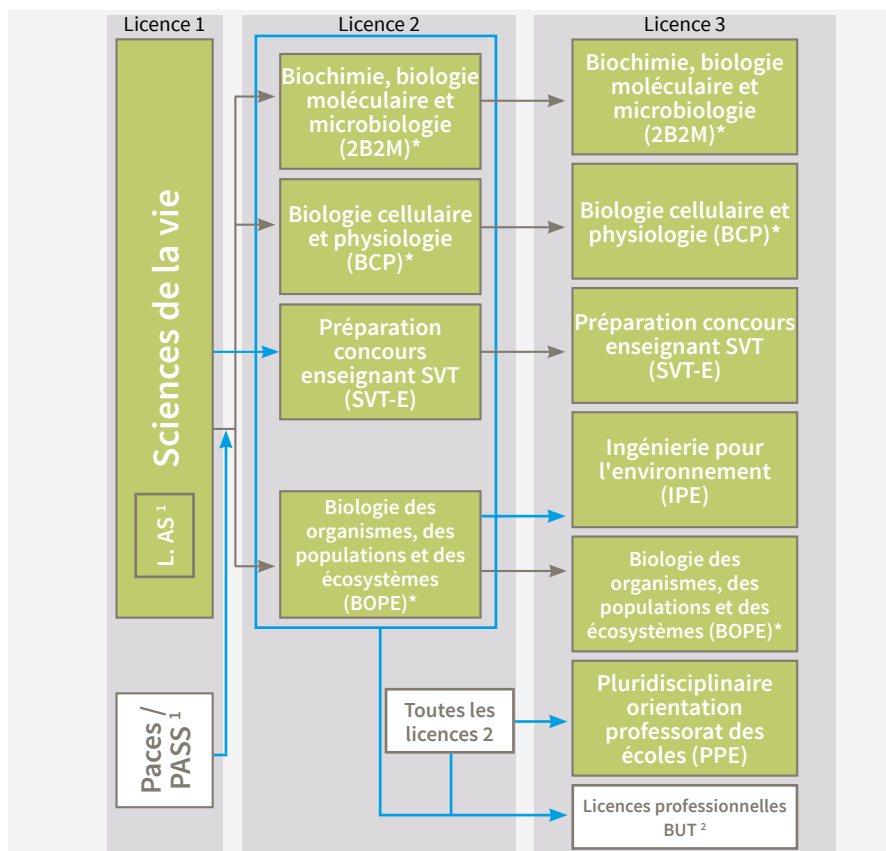 Licence 1
Licence 2
Licence 3
Sciences de la vie
L. AS 1
Paces /
PASS 1
Biochimie, biologie
moléculaire et
microbiologie
(2B2M)*
Biologie cellulaire
et physiologie
(BCP)*
Préparation
concours
enseignant SVT
(SVT-E)
Biologie des
organismes, des
populations et des
écosystèmes
(BOPE)*
Toutes les
licences 2
Biochimie, biologie
moléculaire et
microbiologie
(2B2M)*
Biologie cellulaire et
physiologie (BCP)*
Préparation concours
enseignant SVT
(SVT-E)
Ingénierie pour
l'environnement
(IPE)
Biologie des
organismes, des
populations et des
écosystèmes (BOPE)*
Pluridisciplinaire
orientation
professorat des
écoles (PPE)
Licences professionnelles
BUT 2